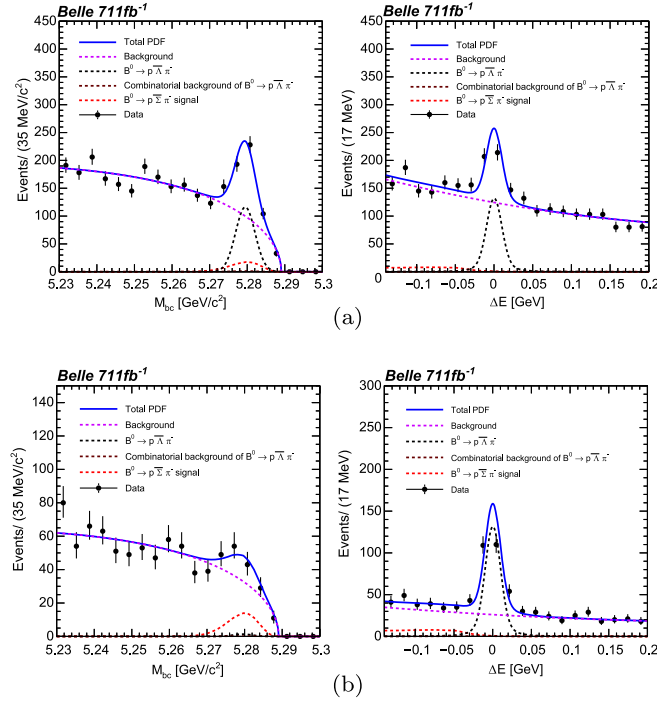 Belle 711fb⁻¹
Events/ (35 MeV/c²)
450
400
350
300
250
200
150
100
50
0
Total PDF
Background
B⁰ → p Λ̅ π⁻
Combinatorial background of B⁰ → p Λ̅ π⁻
B⁰ → p Σ̅ π⁻ signal
Data
5.23 5.24 5.25 5.26 5.27 5.28 5.29 5.3
M_bc [GeV/c²]
Events/ (17 MeV)
450
400
350
300
250
200
150
100
50
0
Total PDF
Background
B⁰ → p Λ̅ π⁻
Combinatorial background of B⁰ → p Λ̅ π⁻
B⁰ → p Σ̅ π⁻ signal
Data
−0.1 −0.05 0 0.05 0.1 0.15 0.2
ΔE [GeV]
(a)
Belle 711fb⁻¹
Events/ (35 MeV/c²)
140
120
100
80
60
40
20
0
Total PDF
Background
B⁰ → p Λ̅ π⁻
Combinatorial background of B⁰ → p Λ̅ π⁻
B⁰ → p Σ̅ π⁻ signal
Data
5.23 5.24 5.25 5.26 5.27 5.28 5.29 5.3
M_bc [GeV/c²]
Events/ (17 MeV)
300
250
200
150
100
50
0
Total PDF
Background
B⁰ → p Λ̅ π⁻
Combinatorial background of B⁰ → p Λ̅ π⁻
B⁰ → p Σ̅ π⁻ signal
Data
−0.1 −0.05 0 0.05 0.1 0.15 0.2
ΔE [GeV]
(b)